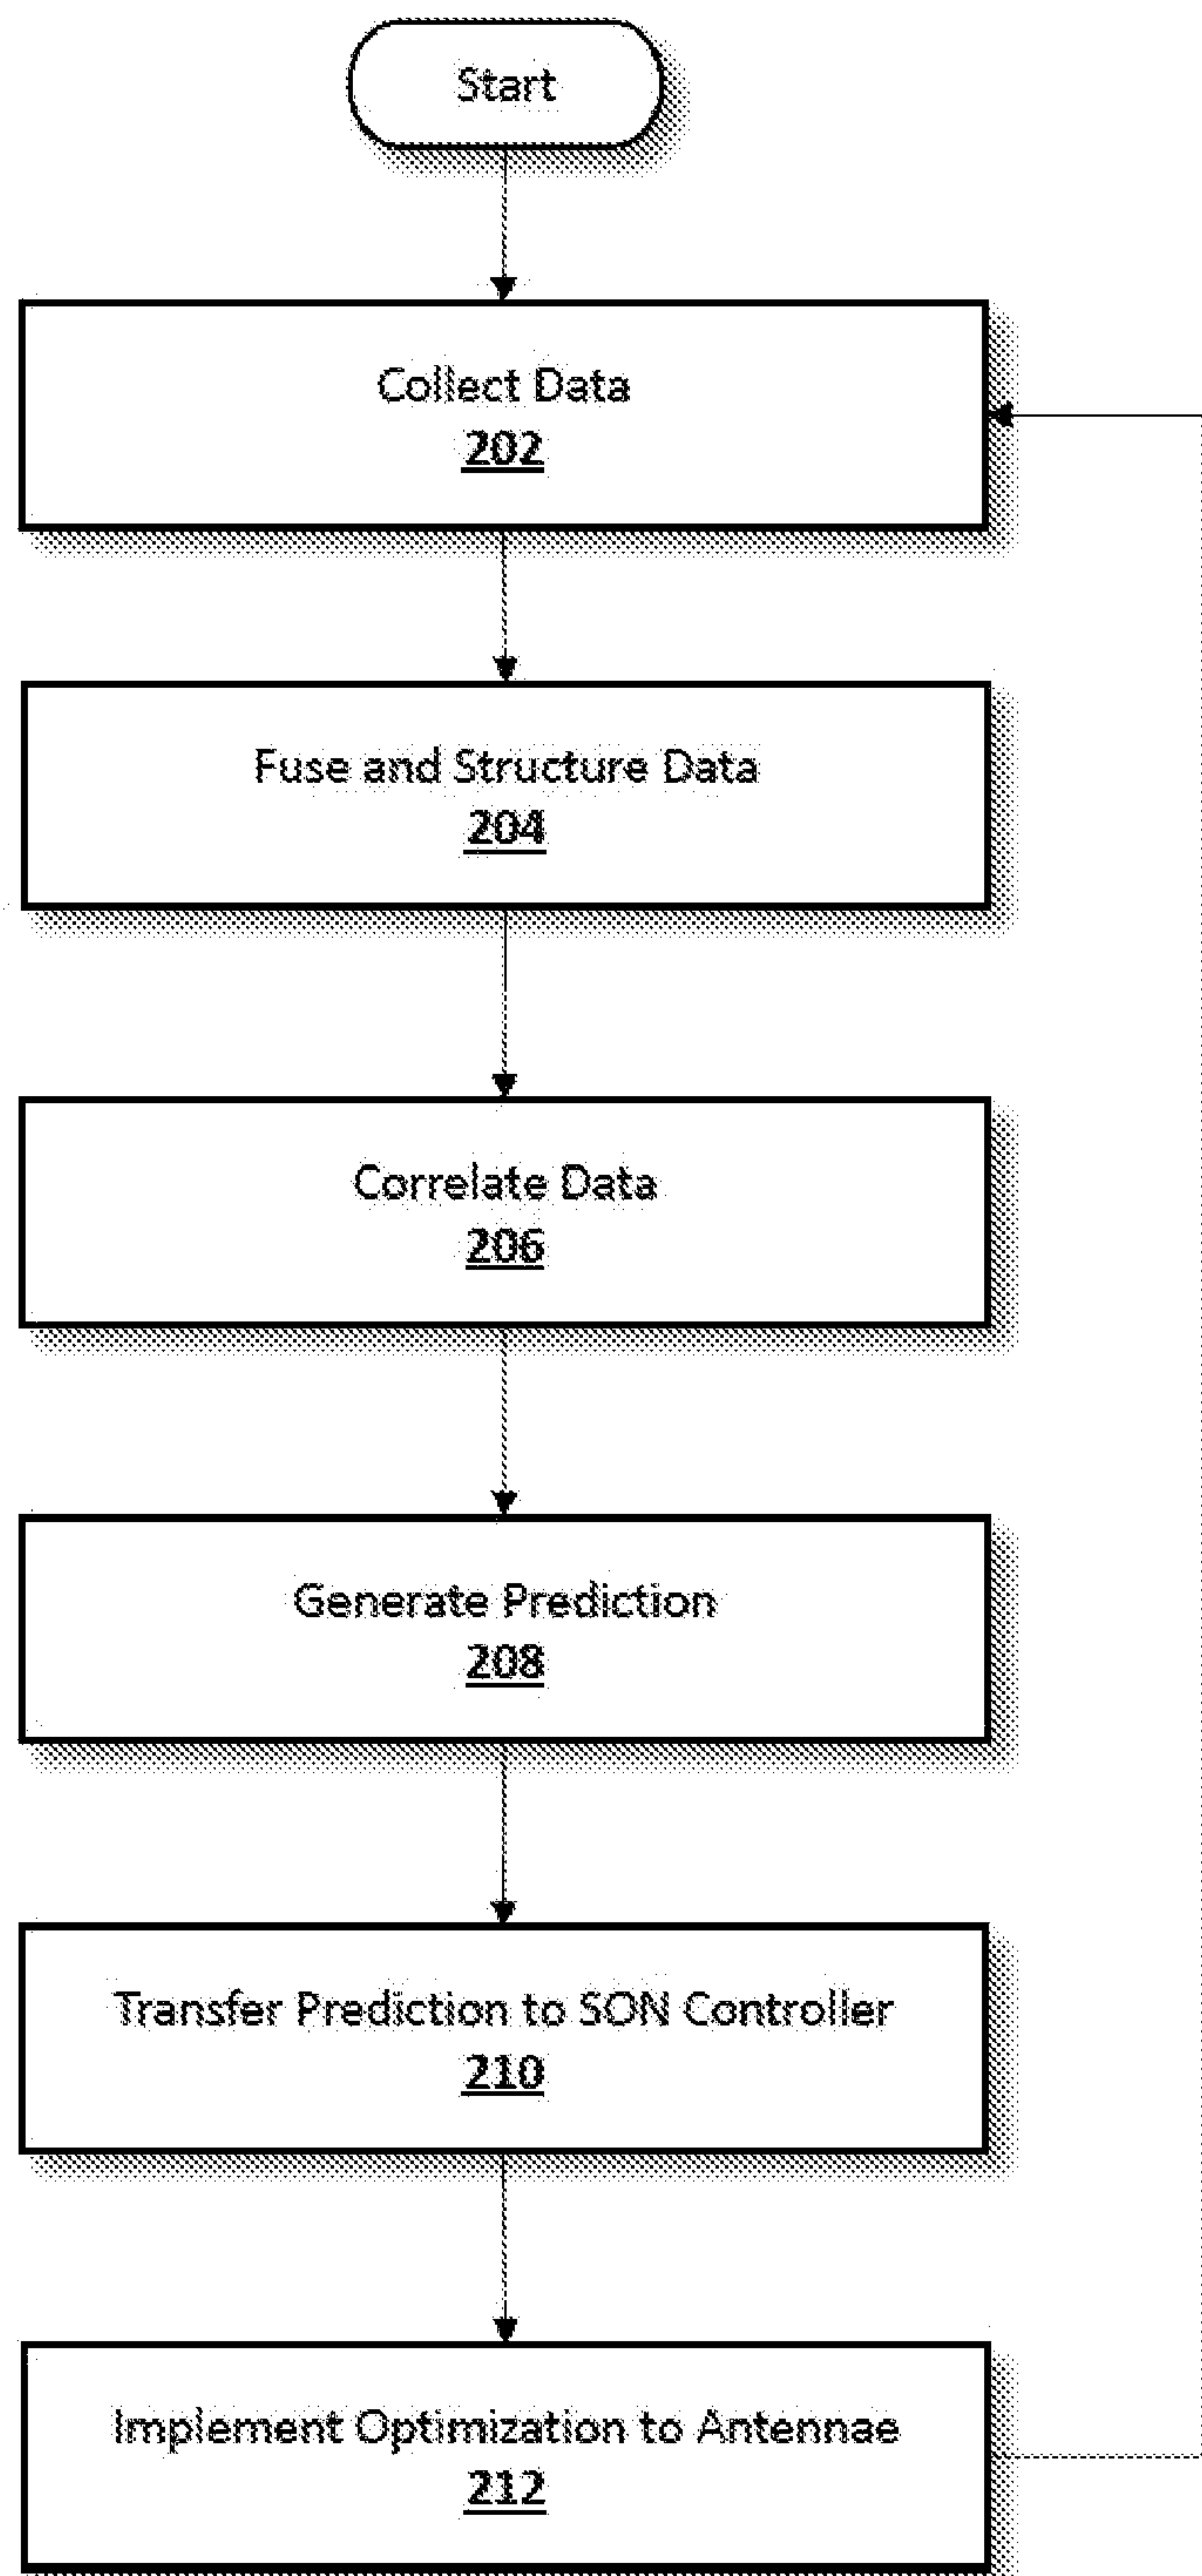 Start
Collect Data
202
Fuse and Structure Data
204
Correlate Data
206
Generate Prediction
208
Transfer Prediction to SON Controller
210
Implement Optimization to Antennae
212